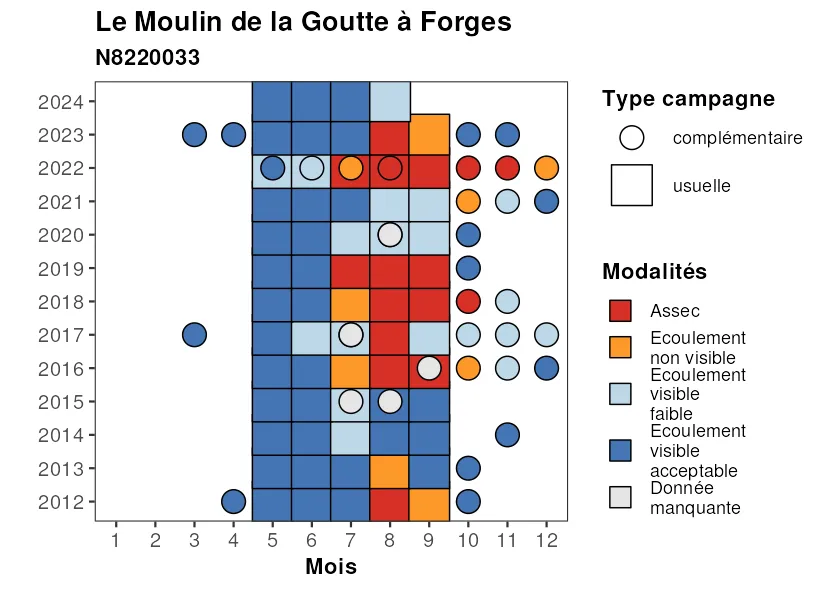 Le Moulin de la Goutte à Forges
N8220033
2024
2023
2022
2021
2020
2019
2018
2017
2016
2015
2014
2013
2012
1 2 3 4 5 6 7 8 9 10 11 12
Mois
Type campagne
complémentaire
usuelle
Modalités
Assec
Ecoulement
non visible
Ecoulement
visible
faible
Ecoulement
visible
acceptable
Donnée
manquante